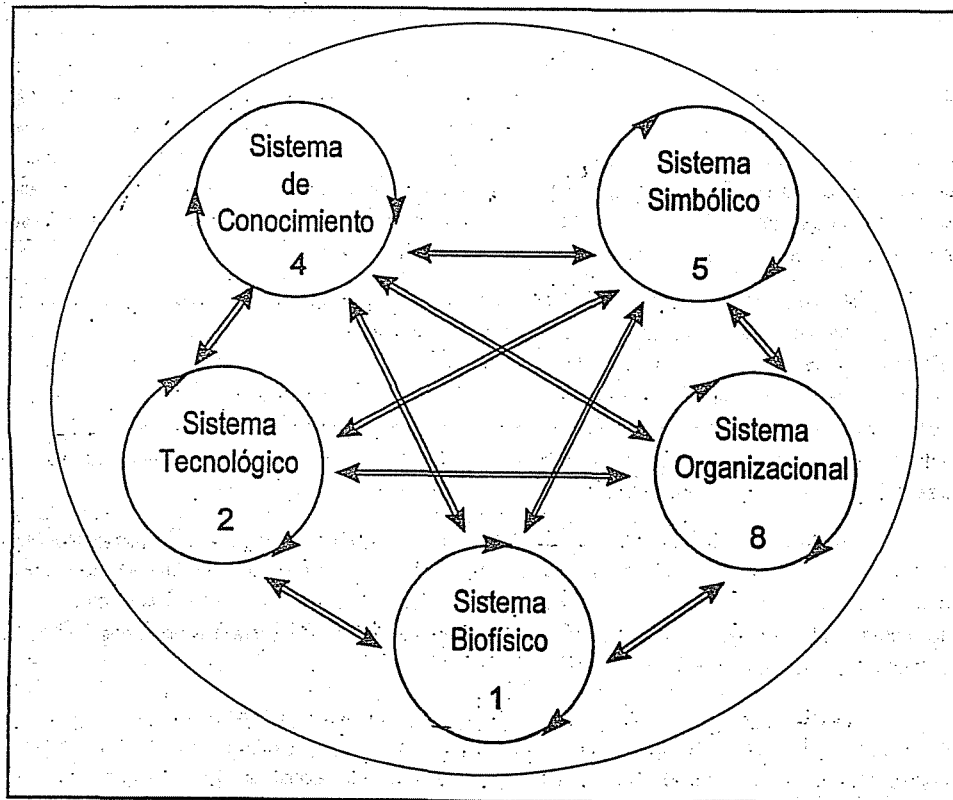 Sistema
de
Conocimiento
4
Sistema
Simbólico
5
Sistema
Tecnológico
2
Sistema
Organizacional
8
Sistema
Biofísico
1